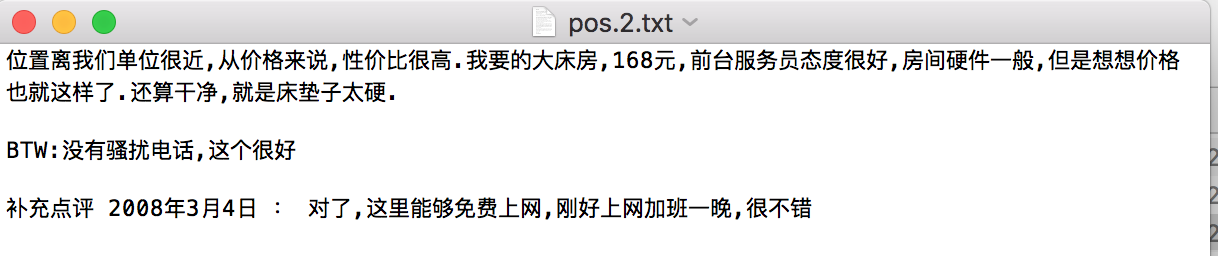 pos.2.txt
位置离我们单位很近,从价格来说,性价比很高.我要的大床房,168元,前台服务员态度很好,房间硬件一般,但是想想价格
也就这样了.还算干净,就是床垫子太硬.
BTW:没有骚扰电话,这个很好
补充点评 2008年3月4日 : 对了,这里能够免费上网,刚好上网加班一晚,很不错